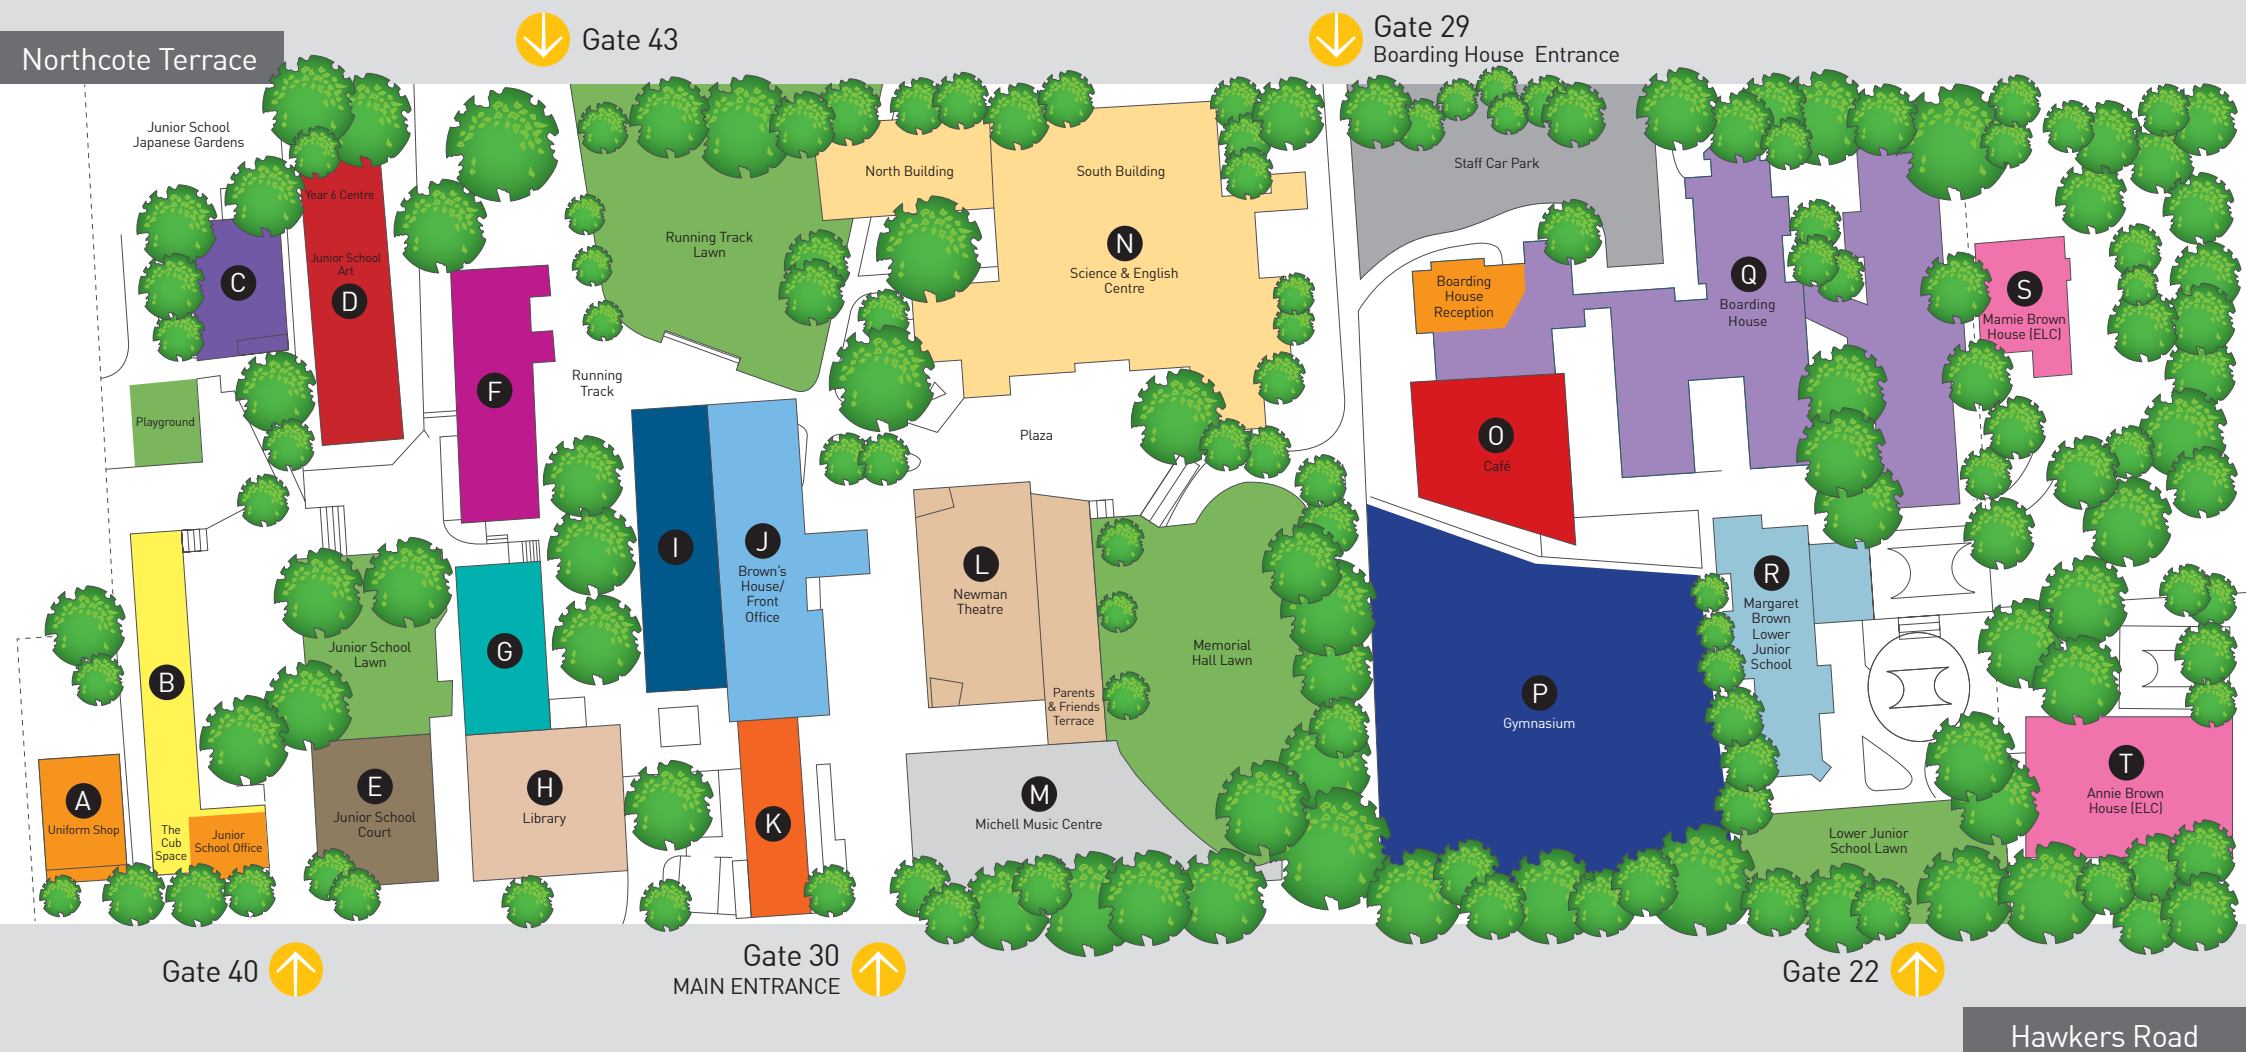 Gate 43
Gate 29
Boarding House Entrance
Northcote Terrace
Junior School
Japanese Gardens
Year 6 Centre
Junior School
Art
D
C
Playground
F
Running Track
Lawn
Running
Track
North Building
South Building
N
Science & English
Centre
Plaza
Staff Car Park
Boarding
House
Reception
Q
Boarding
House
S
Mamie Brown
House (ELC)
O
Café
I
J
Brown's
House/
Front
Office
L
Newman
Theatre
Parents
& Friends
Terrace
Memorial
Hall Lawn
R
Margaret
Brown
Lower
Junior
School
B
Junior School
Lawn
G
P
Gymnasium
A
Uniform Shop
The
Cub
Space
Junior
School Office
E
Junior School
Court
H
Library
K
M
Michell Music Centre
T
Annie Brown
House (ELC)
Lower Junior
School Lawn
Gate 40
Gate 30
MAIN ENTRANCE
Gate 22
Hawkers Road